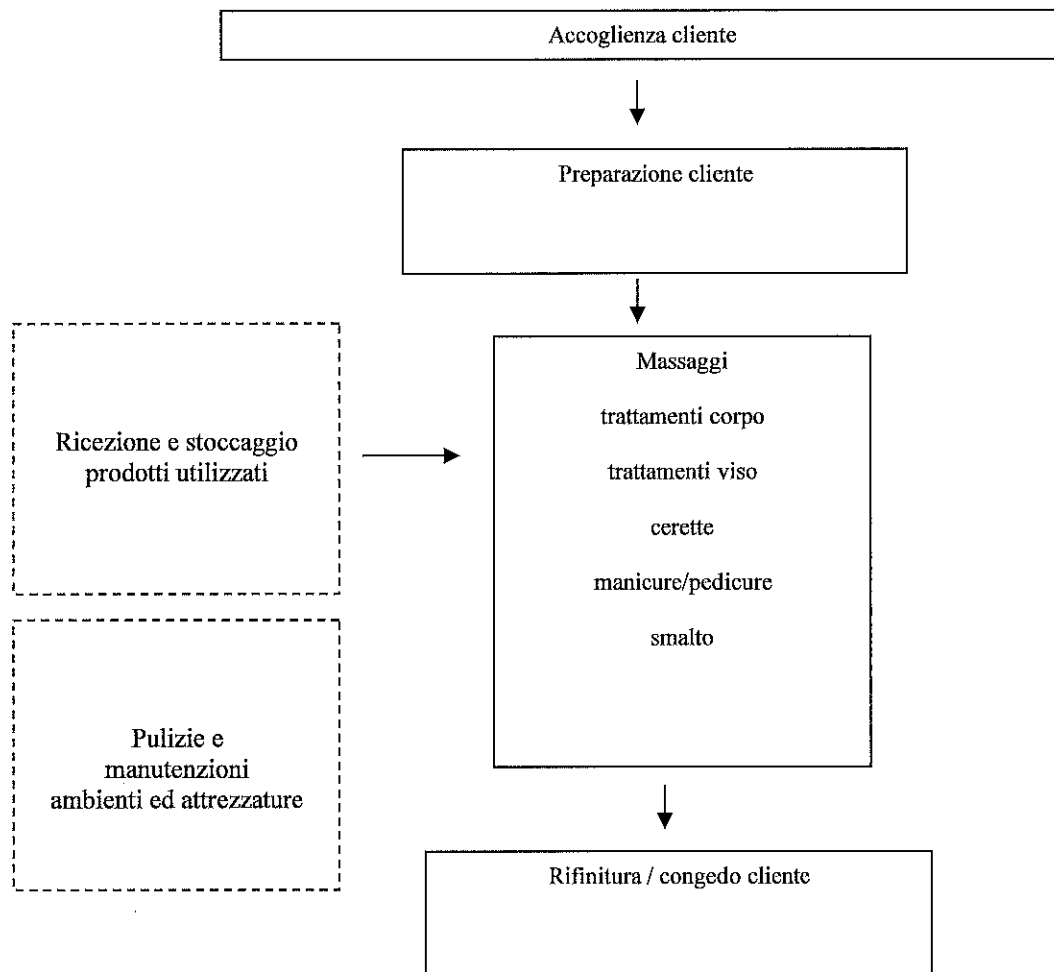 Accoglienza cliente
Preparazione cliente
Ricezione e stoccaggio
prodotti utilizzati
Massaggi
trattamenti corpo
trattamenti viso
cerette
manicure/pedicure
smalto
Pulizie e
manutenzioni
ambienti ed attrezzature
Rifinitura / congedo cliente